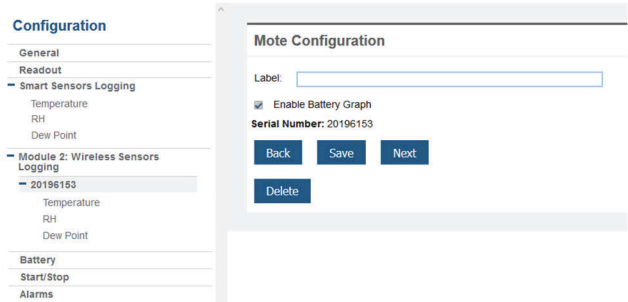 Configuration
General
Readout
Smart Sensors Logging
Temperature
RH
Dew Point
Module 2: Wireless Sensors
Logging
20196153
Temperature
RH
Dew Point
Battery
Start/Stop
Alarms
Mote Configuration
Label:
Enable Battery Graph
Serial Number: 20196153
Back Save Next
Delete